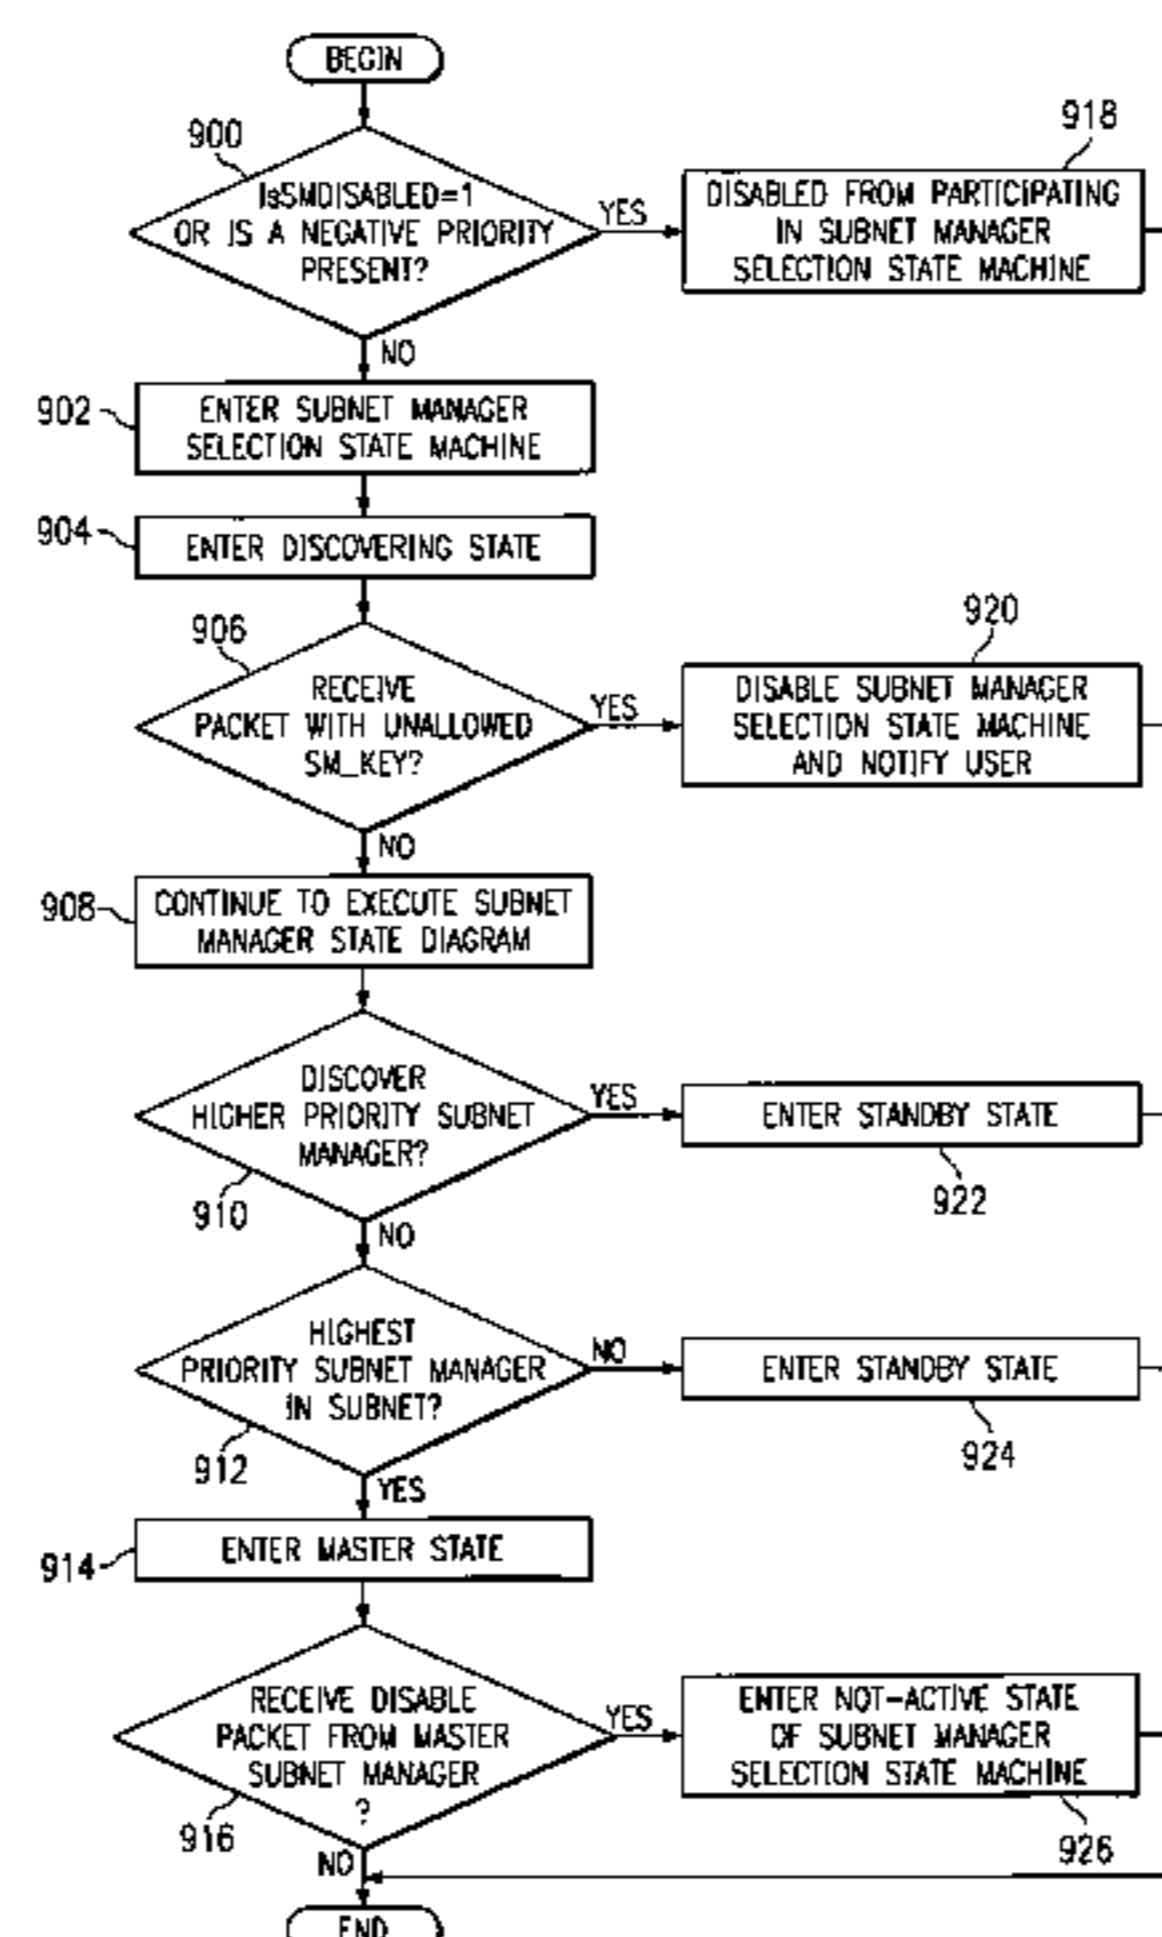 BEGIN
900
IsSMDISABLED=1
OR IS A NEGATIVE PRIORITY
PRESENT?
YES
918
DISABLED FROM PARTICIPATING
IN SUBNET MANAGER
SELECTION STATE MACHINE
NO
902
ENTER SUBNET MANAGER
SELECTION STATE MACHINE
904
ENTER DISCOVERING STATE
906
RECEIVE
PACKET WITH UNALLOWED
SM_KEY?
YES
920
DISABLE SUBNET MANAGER
SELECTION STATE MACHINE
AND NOTIFY USER
NO
908
CONTINUE TO EXECUTE SUBNET
MANAGER STATE DIAGRAM
DISCOVER
HIGHER PRIORITY SUBNET
MANAGER?
910
YES
ENTER STANDBY STATE
922
NO
HIGHEST
PRIORITY SUBNET MANAGER
IN SUBNET?
912
NO
ENTER STANDBY STATE
924
YES
914
ENTER MASTER STATE
RECEIVE DISABLE
PACKET FROM MASTER
SUBNET MANAGER
?
916
YES
ENTER NOT-ACTIVE STATE
OF SUBNET MANAGER
SELECTION STATE MACHINE
926
NO
END